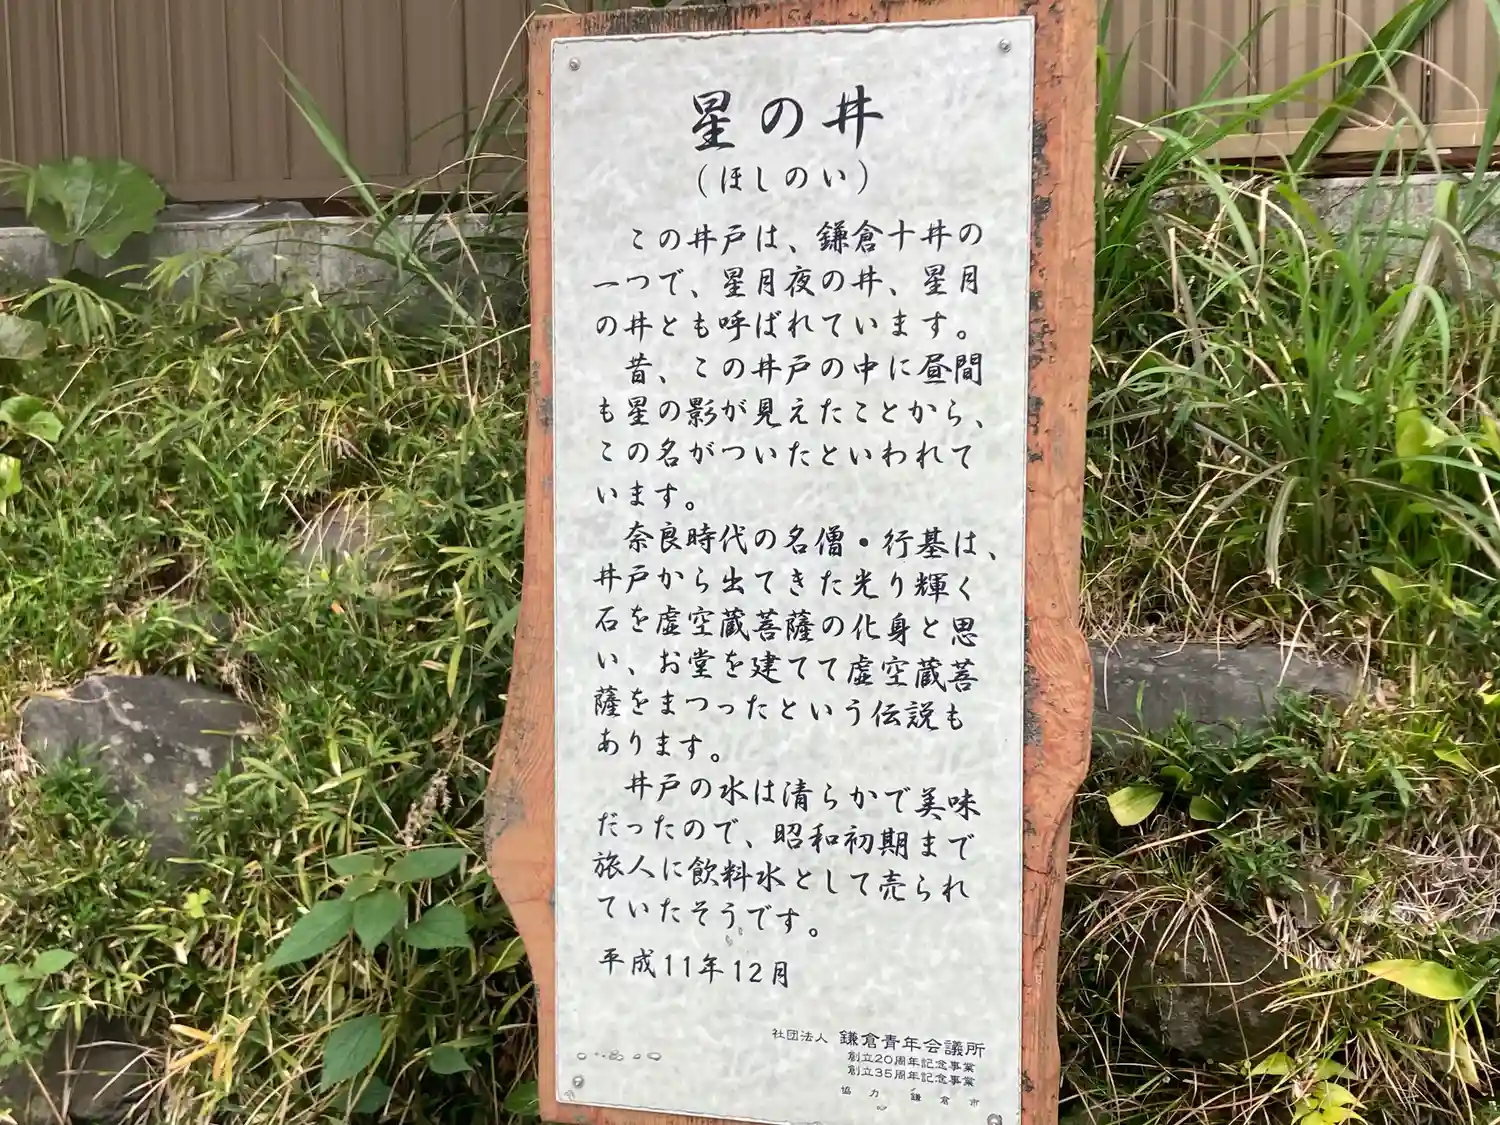 星の井
（ほしのい）
この井戸は、鎌倉十井の
一つで、星月夜の井、星月
の井とも呼ばれています。
昔、この井戸の中に昼間
も星の影が見えたことから、
この名がついたといわれて
います。
奈良時代の名僧・行基は、
井戸から出てきた光り輝く
石を虚空蔵菩薩の化身と思
い、お堂を建てて虚空蔵菩
薩をまつったという伝説も
あります。
井戸の水は清らかで美味
だったので、昭和初期まで
旅人に飲料水として売られ
ていたそうです。
平成11年12月
社団法人 鎌倉青年会議所
創立20周年記念事業
創立35周年記念事業
協力 鎌倉市